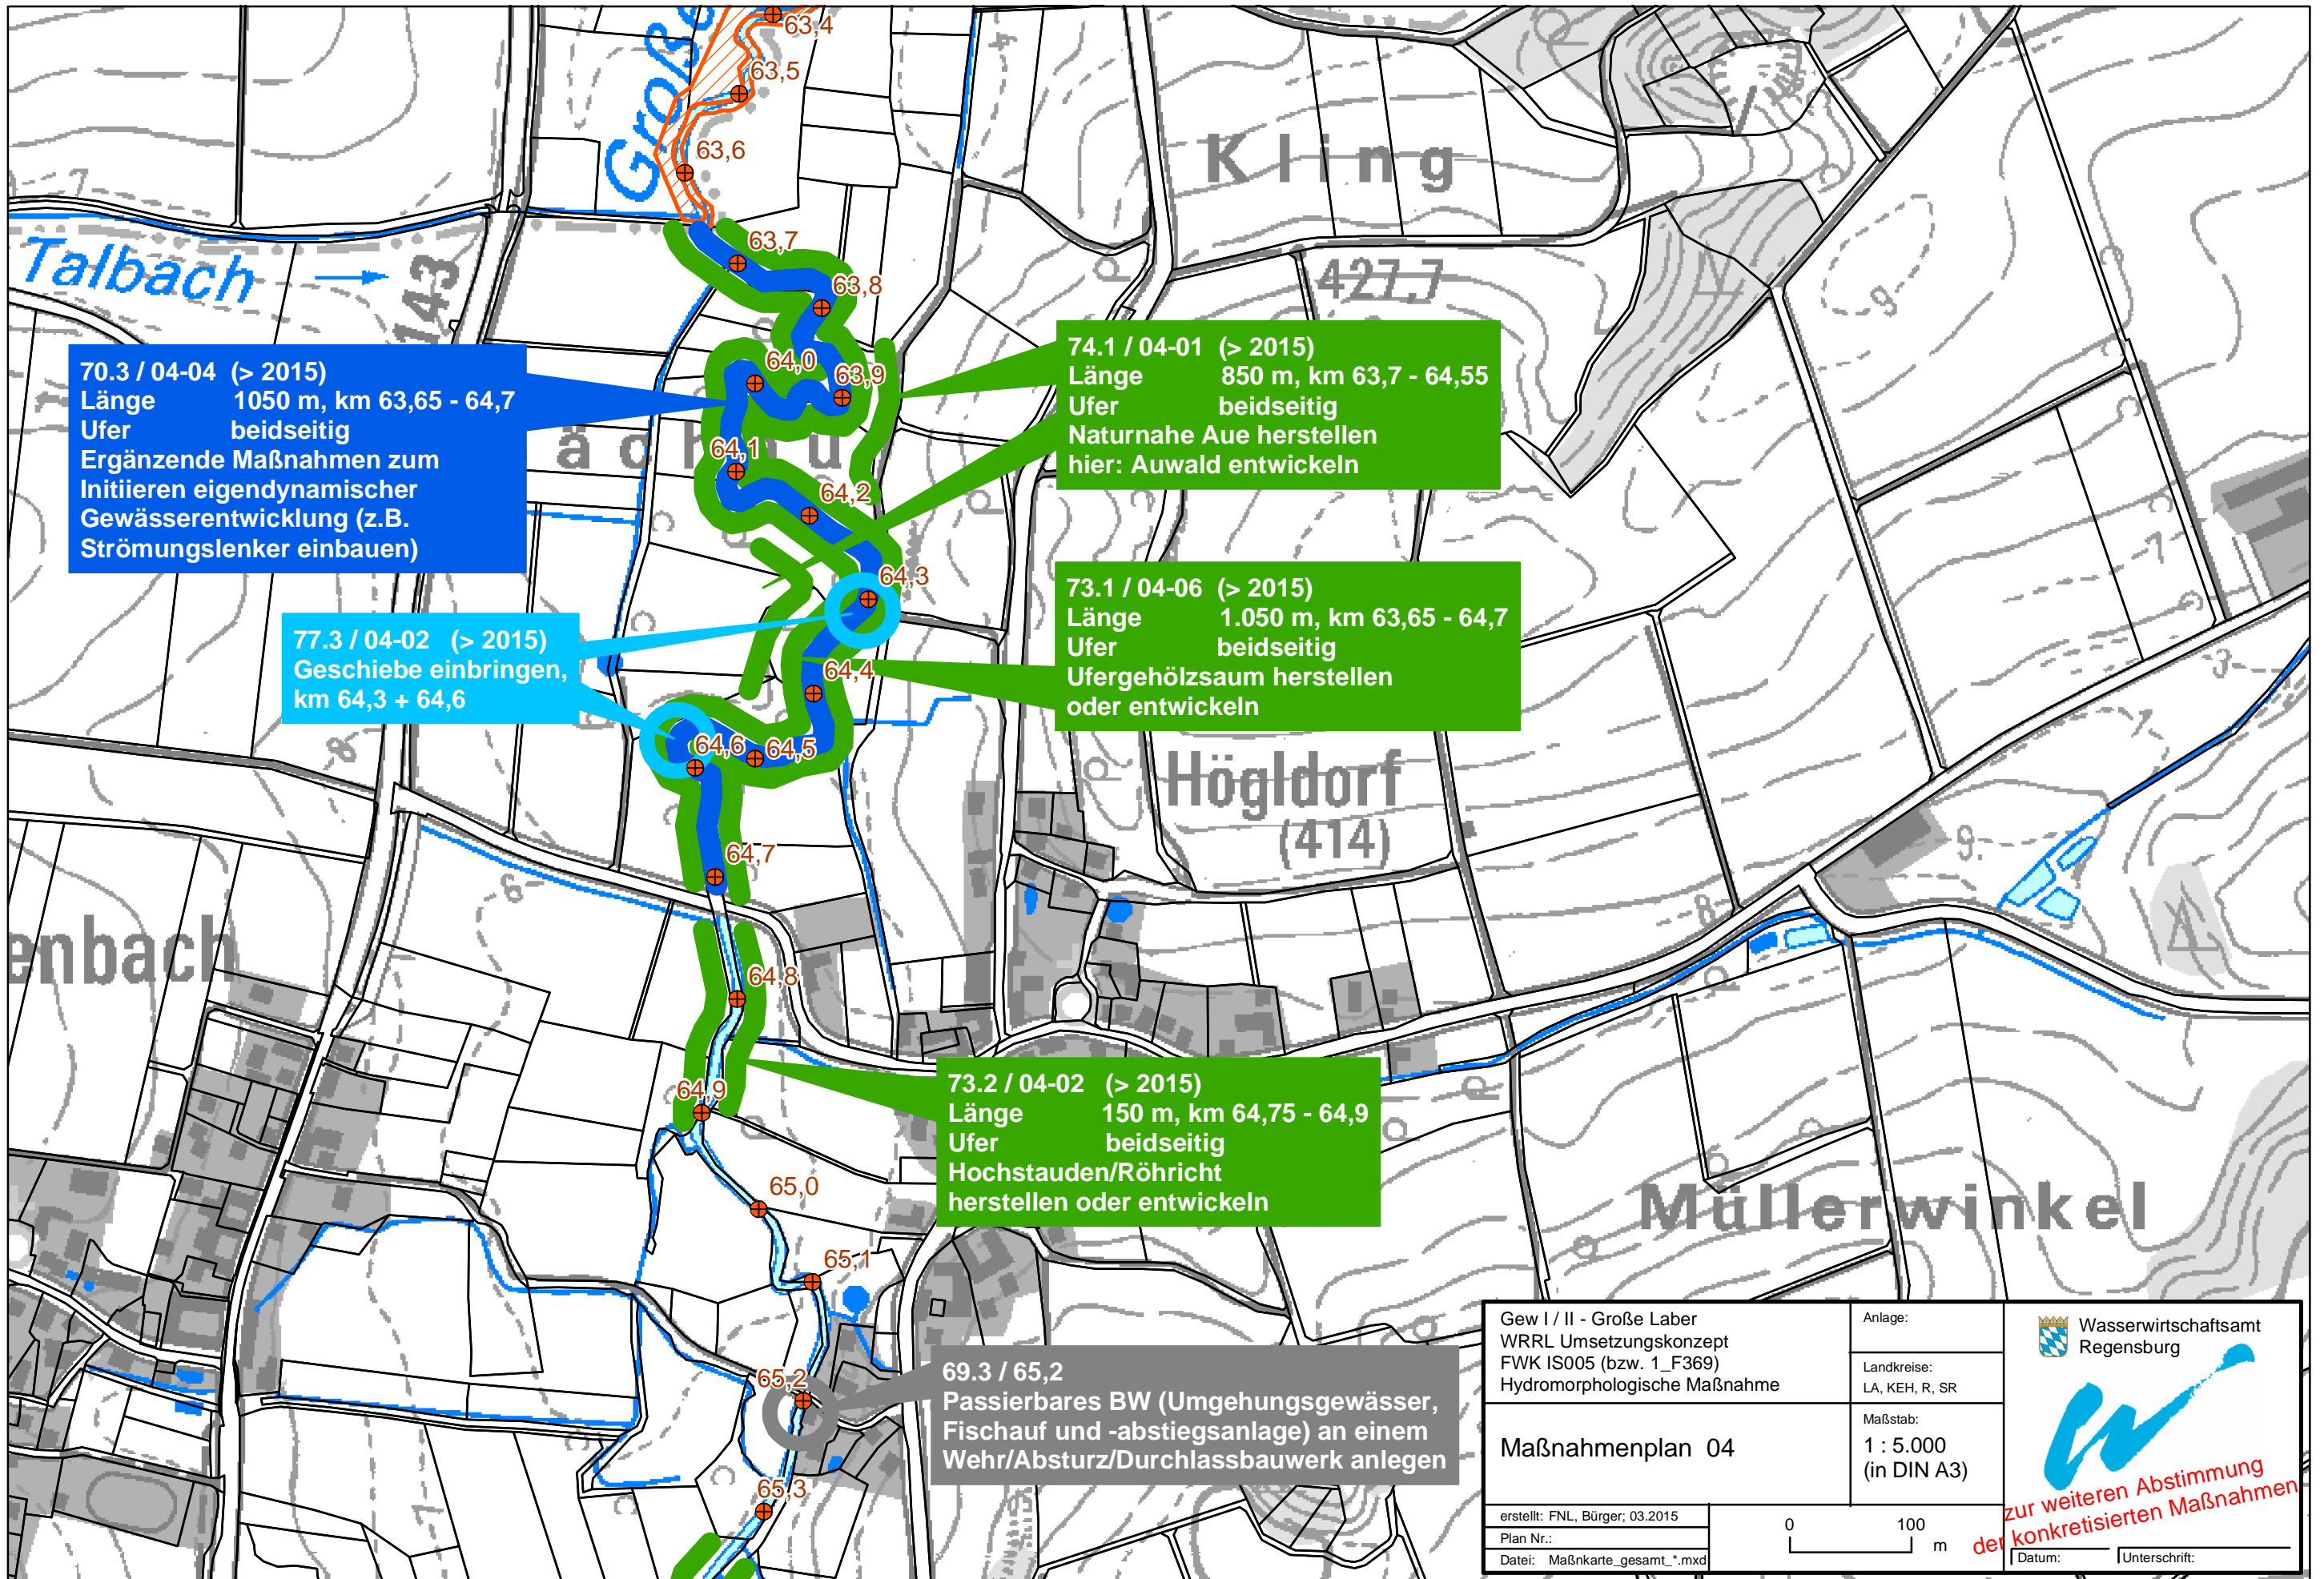 Große
63,4
63,5
63,6
Kling
63,7
Talbach
143
427,7
63,8
64,0
63,9
70.3 / 04-04 (> 2015)
Länge 1050 m, km 63,65 - 64,7
Ufer beidseitig
Ergänzende Maßnahmen zum
Initiieren eigendynamischer
Gewässerentwicklung (z.B.
Strömungslenker einbauen)
74.1 / 04-01 (> 2015)
Länge 850 m, km 63,7 - 64,55
Ufer beidseitig
Naturnahe Aue herstellen
hier: Auwald entwickeln
64,1
64,2
64,3
73.1 / 04-06 (> 2015)
Länge 1.050 m, km 63,65 - 64,7
Ufer beidseitig
Ufergehölzsaum herstellen
oder entwickeln
77.3 / 04-02 (> 2015)
Geschiebe einbringen,
km 64,3 + 64,6
64,4
64,6
64,5
Högldorf
(414)
64,7
enbach
64,8
64,9
73.2 / 04-02 (> 2015)
Länge 150 m, km 64,75 - 64,9
Ufer beidseitig
Hochstauden/Röhricht
herstellen oder entwickeln
65,0
Müllerwinkel
65,1
65,2
69.3 / 65,2
Passierbares BW (Umgehungsgewässer,
Fischauf und -abstiegsanlage) an einem
Wehr/Absturz/Durchlassbauwerk anlegen
65,3
Gew I / II - Große Laber
WRRL Umsetzungskonzept
FWK IS005 (bzw. 1_F369)
Hydromorphologische Maßnahme
Anlage:
Landkreise:
LA, KEH, R, SR
Wasserwirtschaftsamt
Regensburg
Maßnahmenplan 04
Maßstab:
1 : 5.000
(in DIN A3)
zur weiteren Abstimmung
der konkretisierten Maßnahmen
erstellt: FNL, Bürger; 03.2015
Plan Nr.:
Datei: Maßnkarte_gesamt_*.mxd
0 100
m
Datum:
Unterschrift: